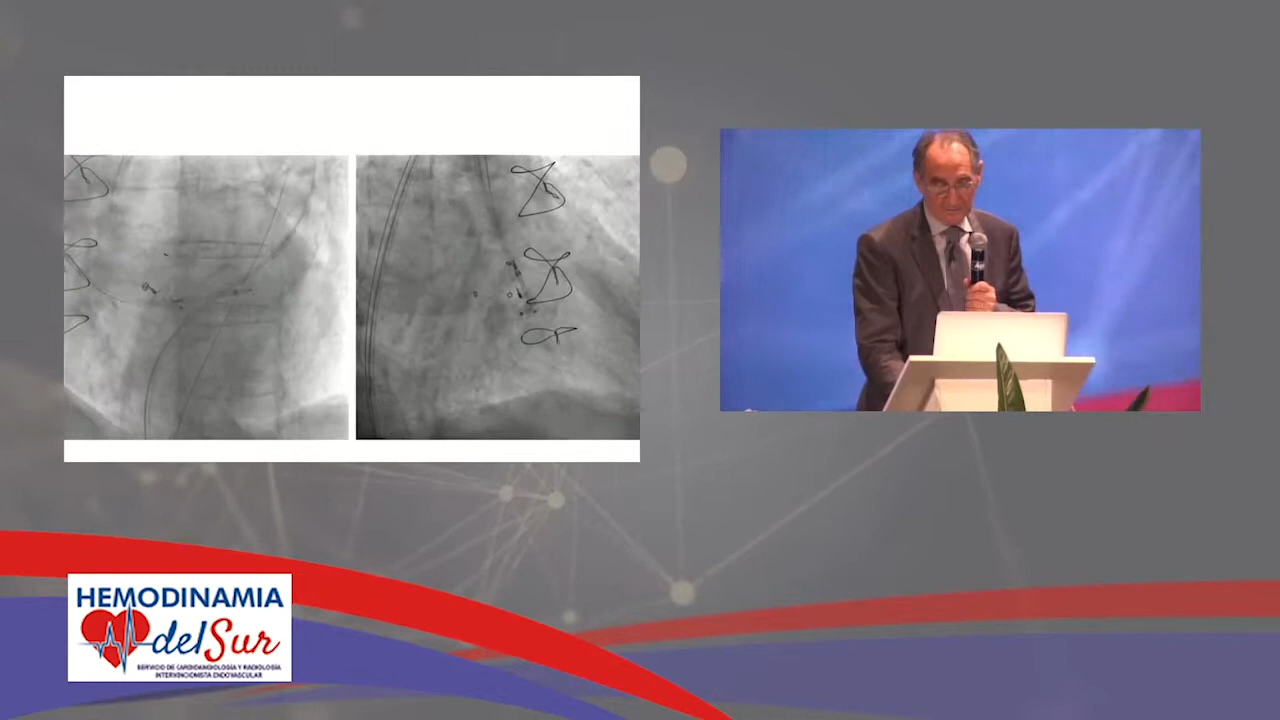 HEMODINAMIA
del Sur
SERVICIO DE CARDIOANGIOLOGÍA Y RADIOLOGÍA
INTERVENCIONISTA ENDOVASCULAR